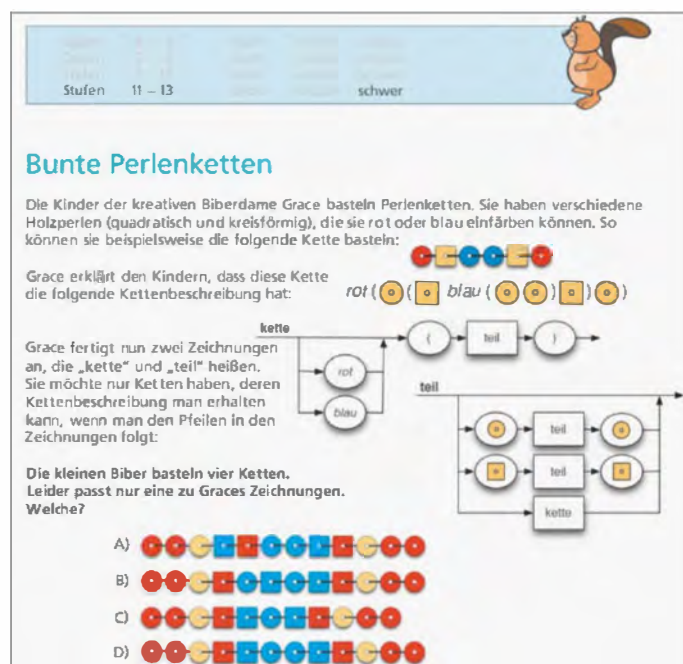 Stufen 11 – 13 schwer
Bunte Perlenketten
Die Kinder der kreativen Biberdame Grace basteln Perlenketten. Sie haben verschiedene
Holzperlen (quadratisch und kreisförmig), die sie rot oder blau einfärben können. So
können sie beispielsweise die folgende Kette basteln:
Grace erklärt den Kindern, dass diese Kette
die folgende Kettenbeschreibung hat:
rot ( ( blau ( ) ) )
Grace fertigt nun zwei Zeichnungen
an, die „kette“ und „teil“ heißen.
Sie möchte nur Ketten haben, deren
Kettenbeschreibung man erhalten
kann, wenn man den Pfeilen in den
Zeichnungen folgt:
kette
( teil )
rot
blau
teil
teil
teil
kette
Die kleinen Biber basteln vier Ketten.
Leider passt nur eine zu Graces Zeichnungen.
Welche?
A)
B)
C)
D)